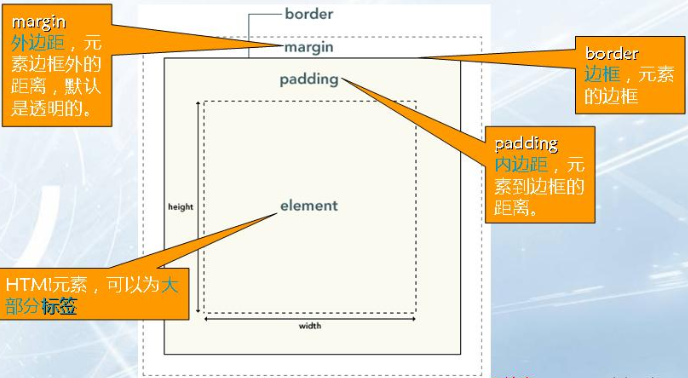 border
margin
padding
height
element
width
margin
外边距，元
素边框外的
距离，默认
是透明的。
border
边框，元素
的边框
padding
内边距，元
素到边框的
距离。
HTMl元素，可以为大
部分标签